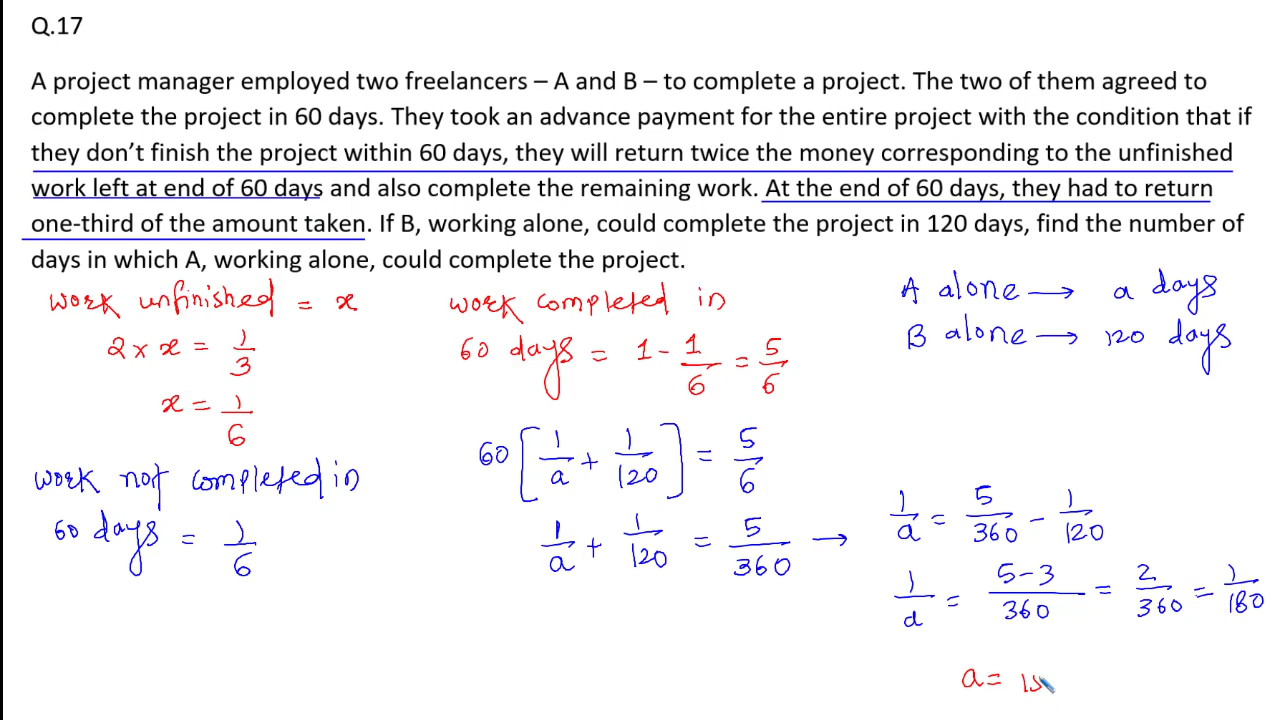 Q.17
A project manager employed two freelancers – A and B – to complete a project. The two of them agreed to
complete the project in 60 days. They took an advance payment for the entire project with the condition that if
they don’t finish the project within 60 days, they will return twice the money corresponding to the unfinished
work left at end of 60 days and also complete the remaining work. At the end of 60 days, they had to return
one-third of the amount taken. If B, working alone, could complete the project in 120 days, find the number of
days in which A, working alone, could complete the project.
work unfinished = x
2 × x = 1/3
x = 1/6
work not completed in
60 days = 1/6
work completed in
60 days = 1 - 1/6 = 5/6
60 [1/a + 1/120] = 5/6
1/a + 1/120 = 5/360 →
A alone → a days
B alone → 120 days
1/a = 5/360 - 1/120
1/a = 5-3/360 = 2/360 = 1/180
a =